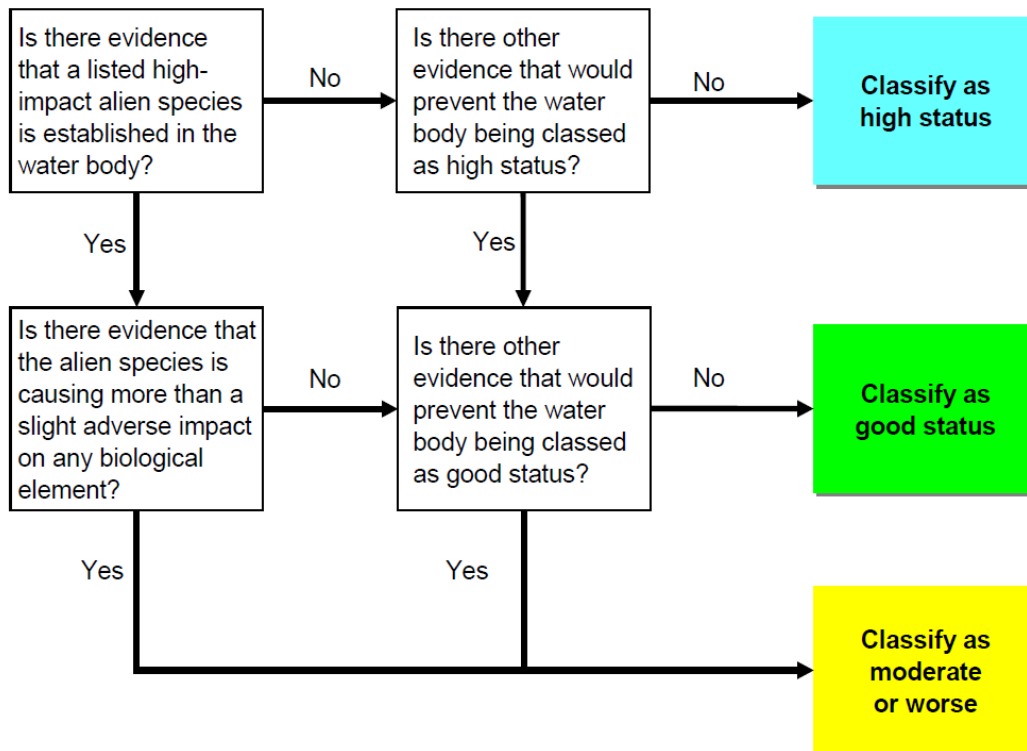 Is there evidence
that a listed high-
impact alien species
is established in the
water body?
No
Is there other
evidence that would
prevent the water
body being classed
as high status?
No
Classify as
high status
Yes
Yes
Is there evidence that
the alien species is
causing more than a
slight adverse impact
on any biological
element?
No
Is there other
evidence that would
prevent the water
body being classed
as good status?
No
Classify as
good status
Yes
Yes
Classify as
moderate
or worse